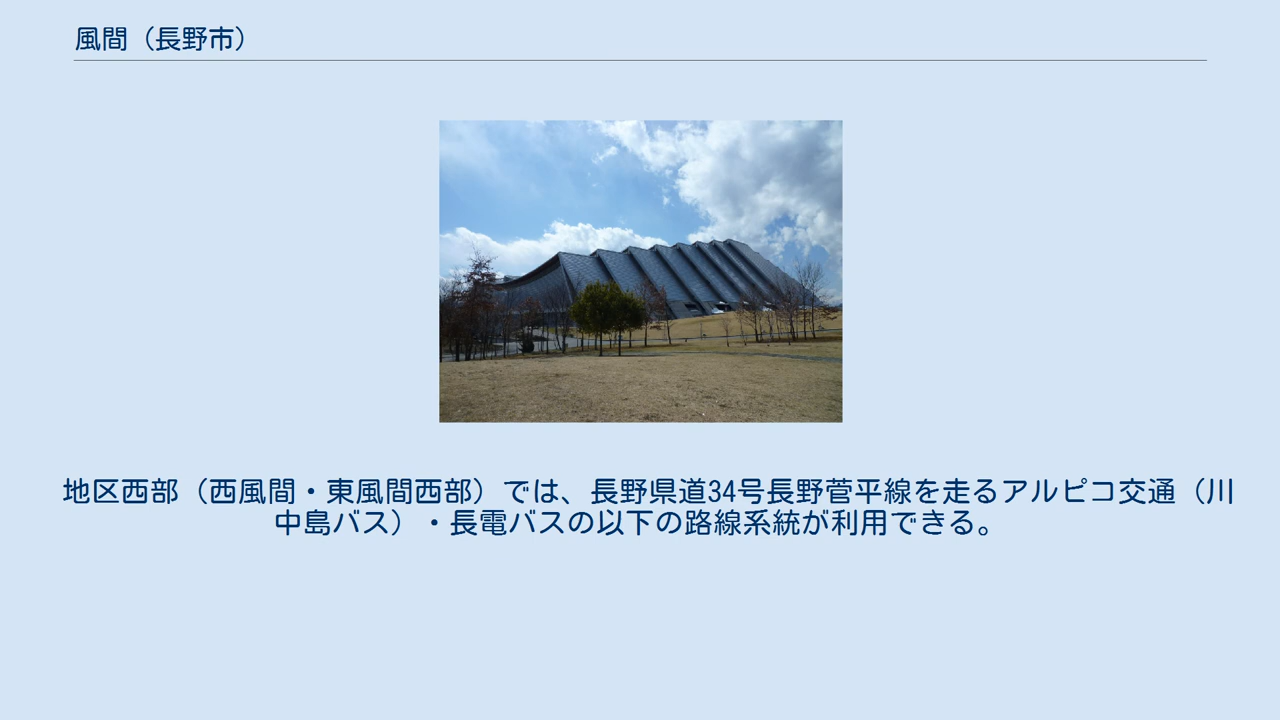 風間（長野市）
地区西部（西風間・東風間西部）では、長野県道34号長野菅平線を走るアルピコ交通（川
中島バス）・長電バスの以下の路線系統が利用できる。